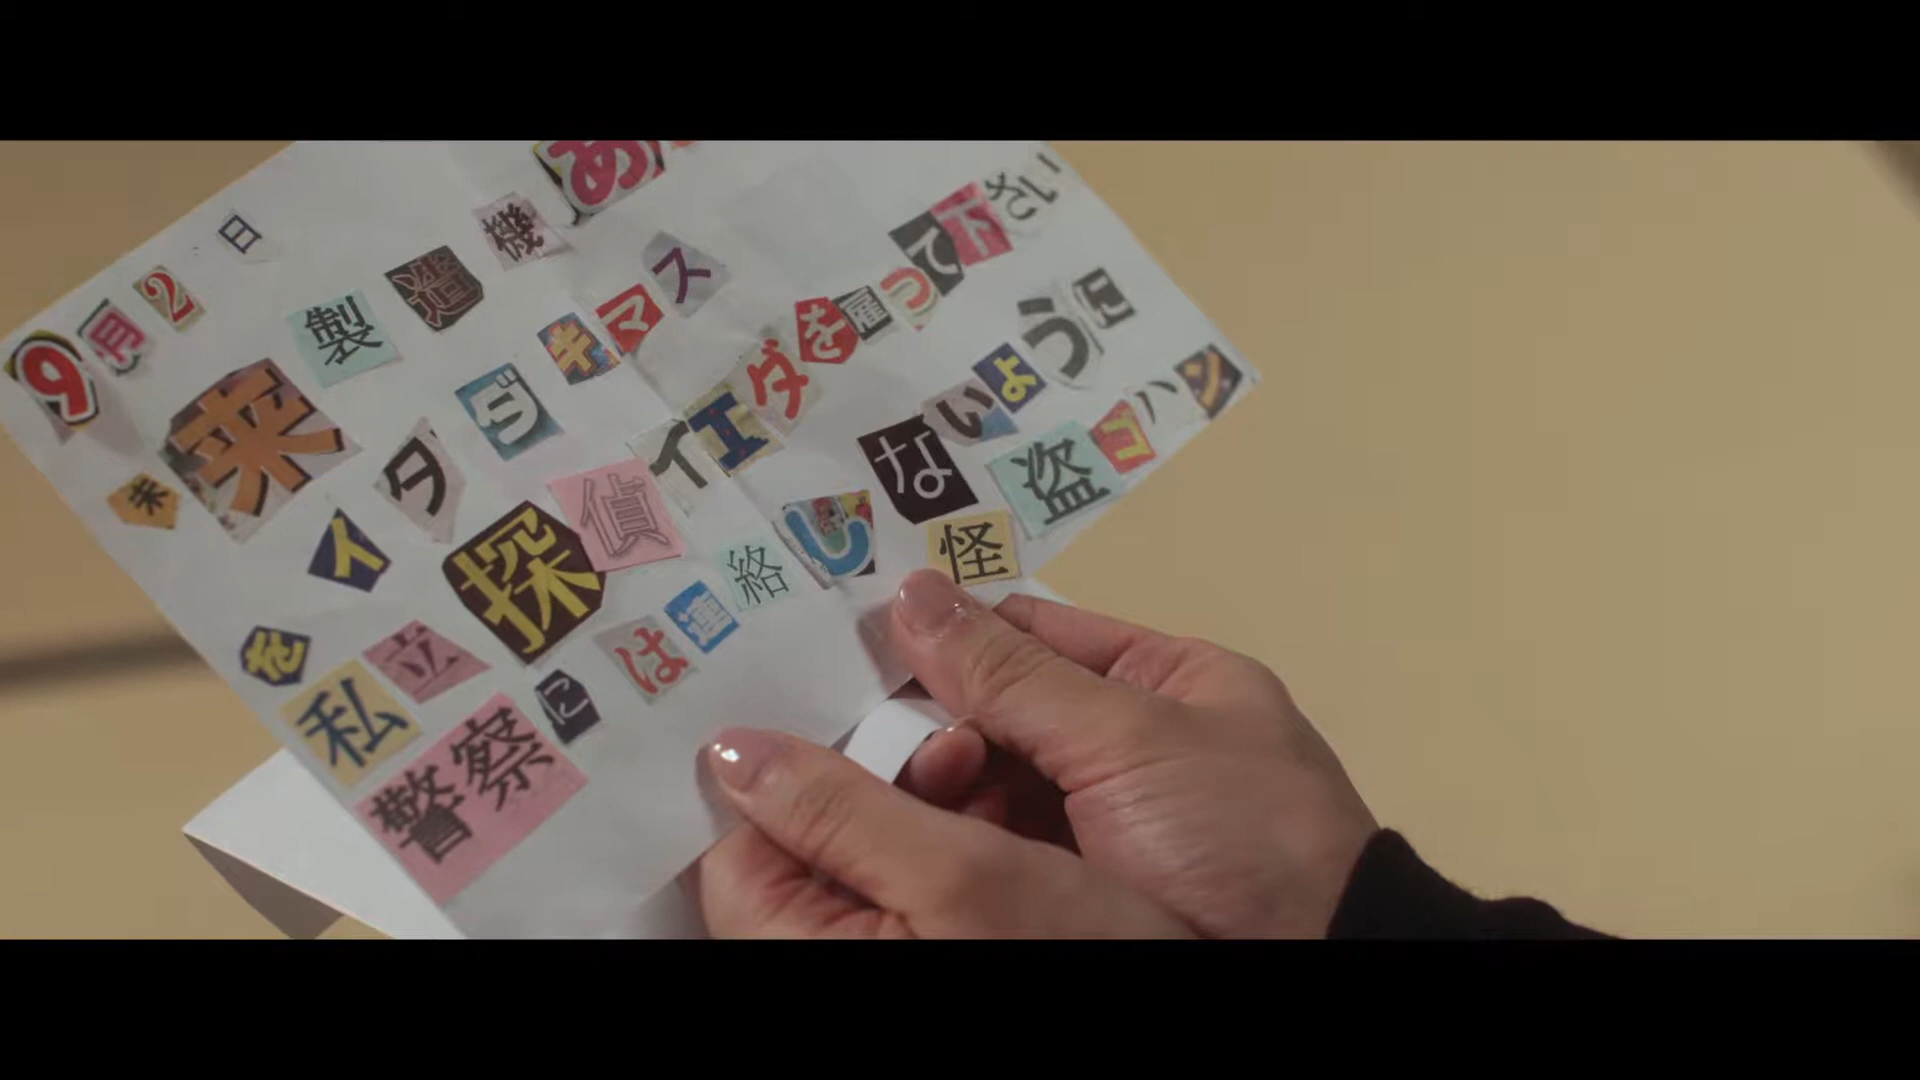 9月2日
未来製造機あ
をイタダキマス
私立探偵イエダを雇って下さい
警察には連絡しないように
怪盗ゴハン